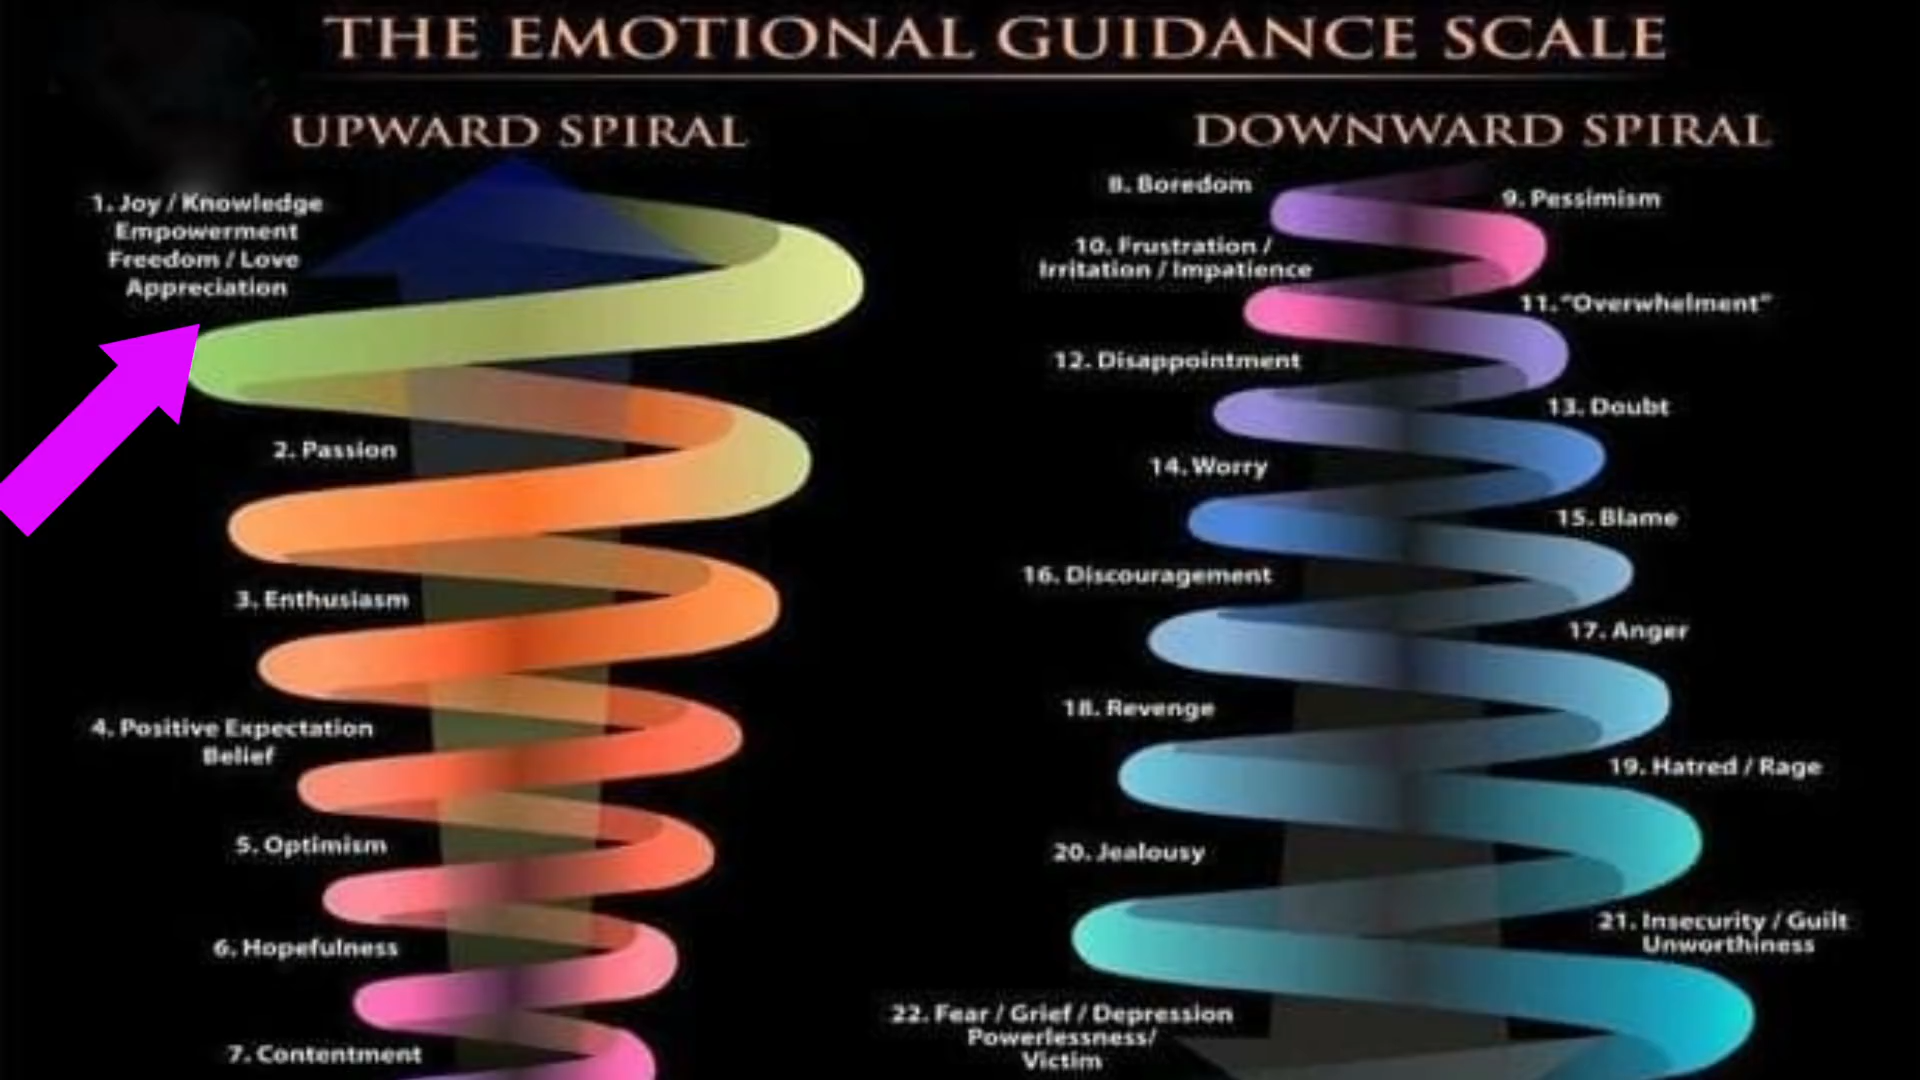 THE EMOTIONAL GUIDANCE SCALE
UPWARD SPIRAL
1. Joy / Knowledge
Empowerment
Freedom / Love
Appreciation
2. Passion
3. Enthusiasm
4. Positive Expectation
Belief
5. Optimism
6. Hopefulness
7. Contentment
DOWNWARD SPIRAL
8. Boredom
9. Pessimism
10. Frustration /
Irritation / Impatience
11. "Overwhelment"
12. Disappointment
13. Doubt
14. Worry
15. Blame
16. Discouragement
17. Anger
18. Revenge
19. Hatred / Rage
20. Jealousy
21. Insecurity / Guilt
Unworthiness
22. Fear / Grief / Depression
Powerlessness/
Victim